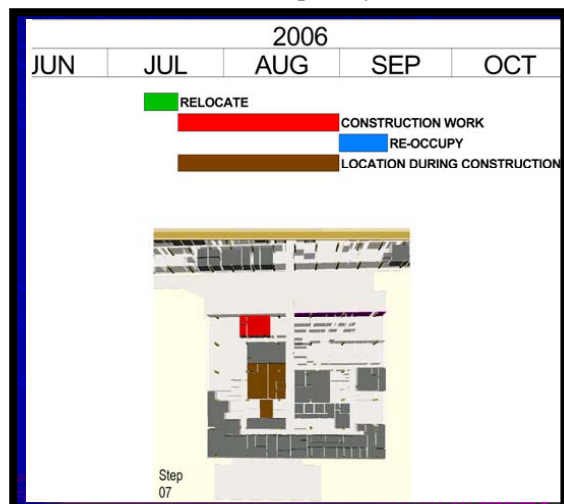 2006
JUN JUL AUG SEP OCT
RELOCATE
CONSTRUCTION WORK
RE-OCCUPY
LOCATION DURING CONSTRUCTION
Step
07